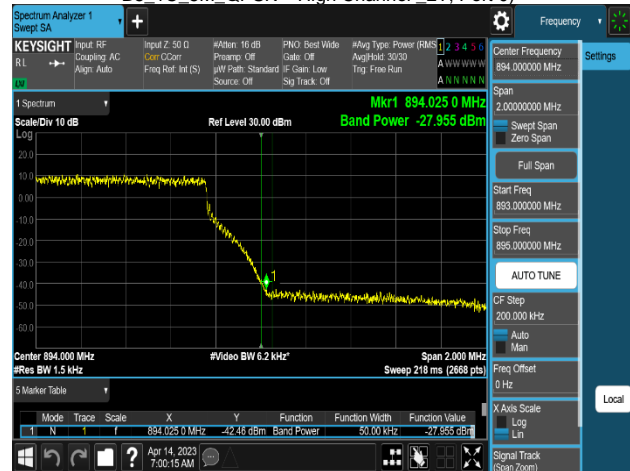 Spectrum Analyzer 1
Swept SA
Frequency
KEYSIGHT
RL
Input: RF
Coupling: AC
Align: Auto
Input Z: 50 Ω
Corr CCorr
Freq Ref: Int (S)
#Atten: 16 dB
Preamp: Off
µW Path: Standard
Source: Off
PNO: Best Wide
Gate: Off
IF Gain: Low
Sig Track: Off
#Avg Type: Power (RMS
Avg|Hold: 30/30
Trig: Free Run
1 2 3 4 5 6
A W W W W W
A N N N N N
LM
1 Spectrum
Scale/Div 10 dB
Log
Ref Level 30.00 dBm
Mkr1 894.025 0 MHz
Band Power -27.955 dBm
20.0
10.0
0.00
-10.0
-20.0
-30.0
-40.0
-50.0
-60.0
1
Center 894.000 MHz
#Res BW 1.5 kHz
#Video BW 6.2 kHz*
Span 2.000 MHz
Sweep 218 ms (2668 pts)
5 Marker Table
Mode Trace Scale X Y Function Function Width Function Value
1 N 1 f 894.025 0 MHz -42.46 dBm Band Power 50.00 kHz -27.955 dBm
?
Apr 14, 2023
7:00:15 AM
Center Frequency
894.000000 MHz
Span
2.00000000 MHz
Swept Span
Zero Span
Full Span
Start Freq
893.000000 MHz
Stop Freq
895.000000 MHz
AUTO TUNE
CF Step
200.000 kHz
Auto
Man
Freq Offset
0 Hz
X Axis Scale
Log
Lin
Signal Track
(Span Zoom)
Settings
Local